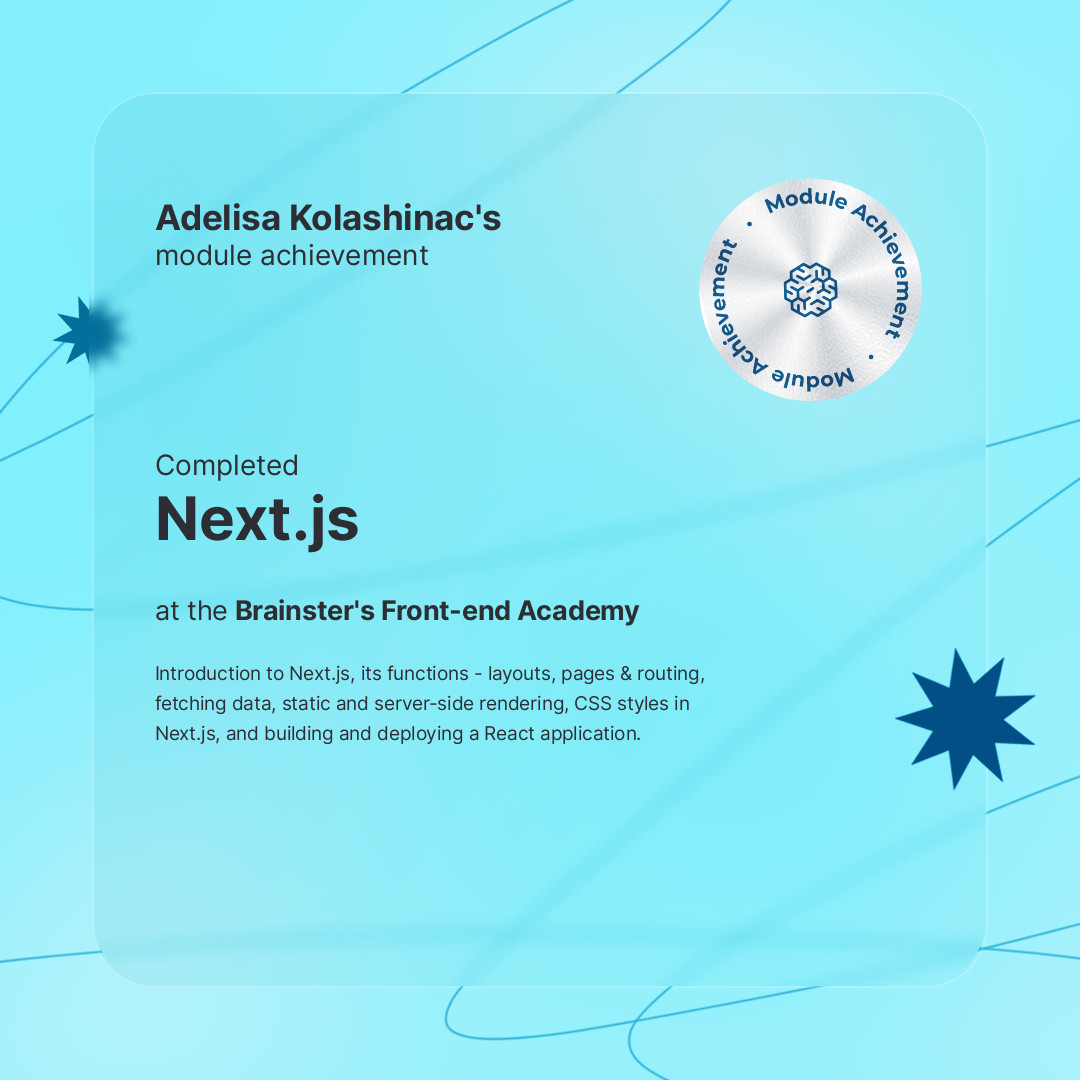 Adelisa Kolashinac's
module achievement
Module Achievement • Module Achievement •
Completed
Next.js
at the Brainster's Front-end Academy
Introduction to Next.js, its functions - layouts, pages & routing,
fetching data, static and server-side rendering, CSS styles in
Next.js, and building and deploying a React application.